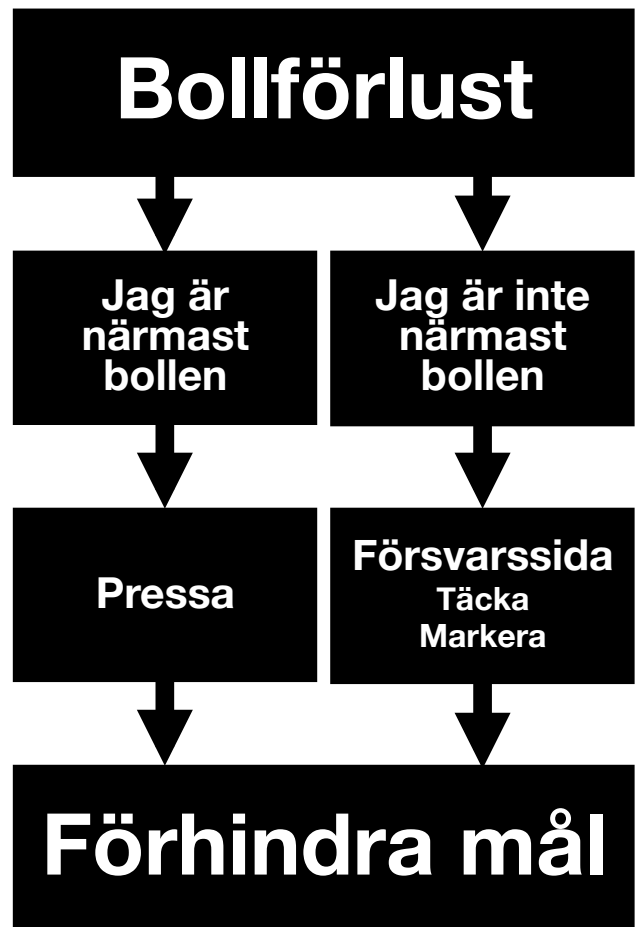 Bollförlust
Jag är
närmast
bollen
Jag är inte
närmast
bollen
Pressa
Försvarssida
Täcka
Markera
Förhindra mål